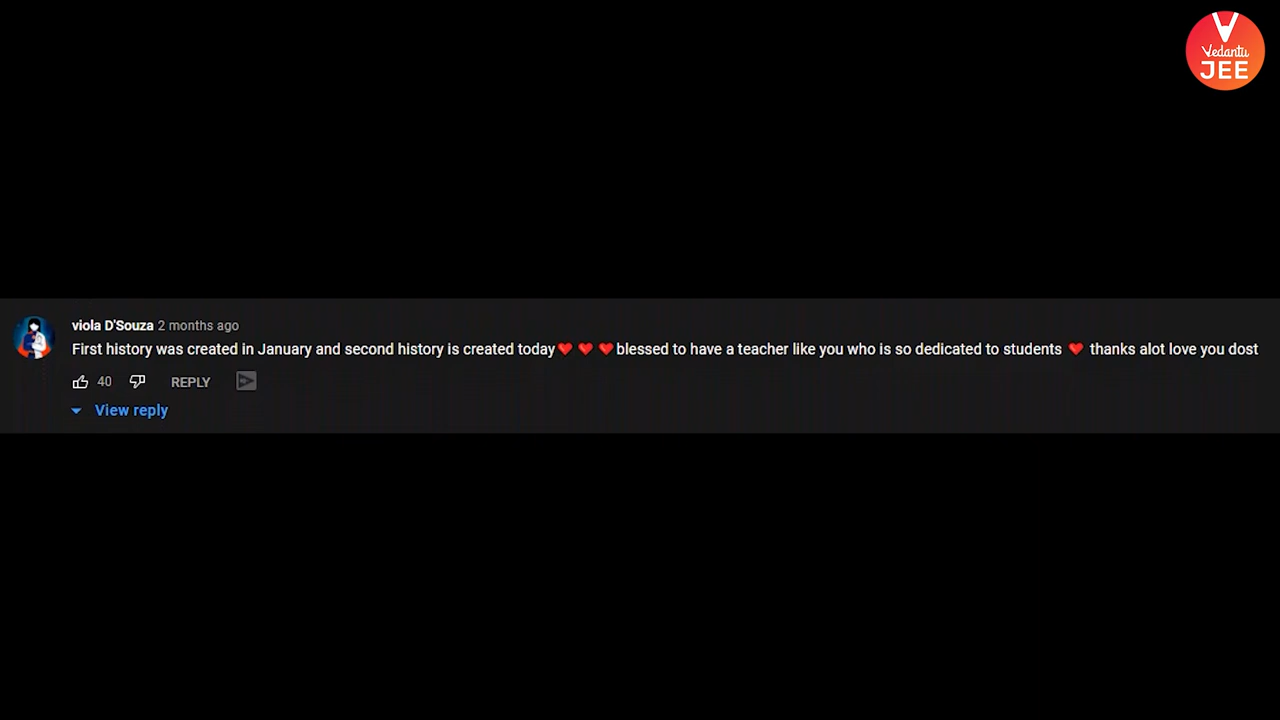 Vedantu
JEE
viola D'Souza 2 months ago
First history was created in January and second history is created today❤️ ❤️ ❤️blessed to have a teacher like you who is so dedicated to students ❤️ thanks alot love you dost
40 REPLY
View reply